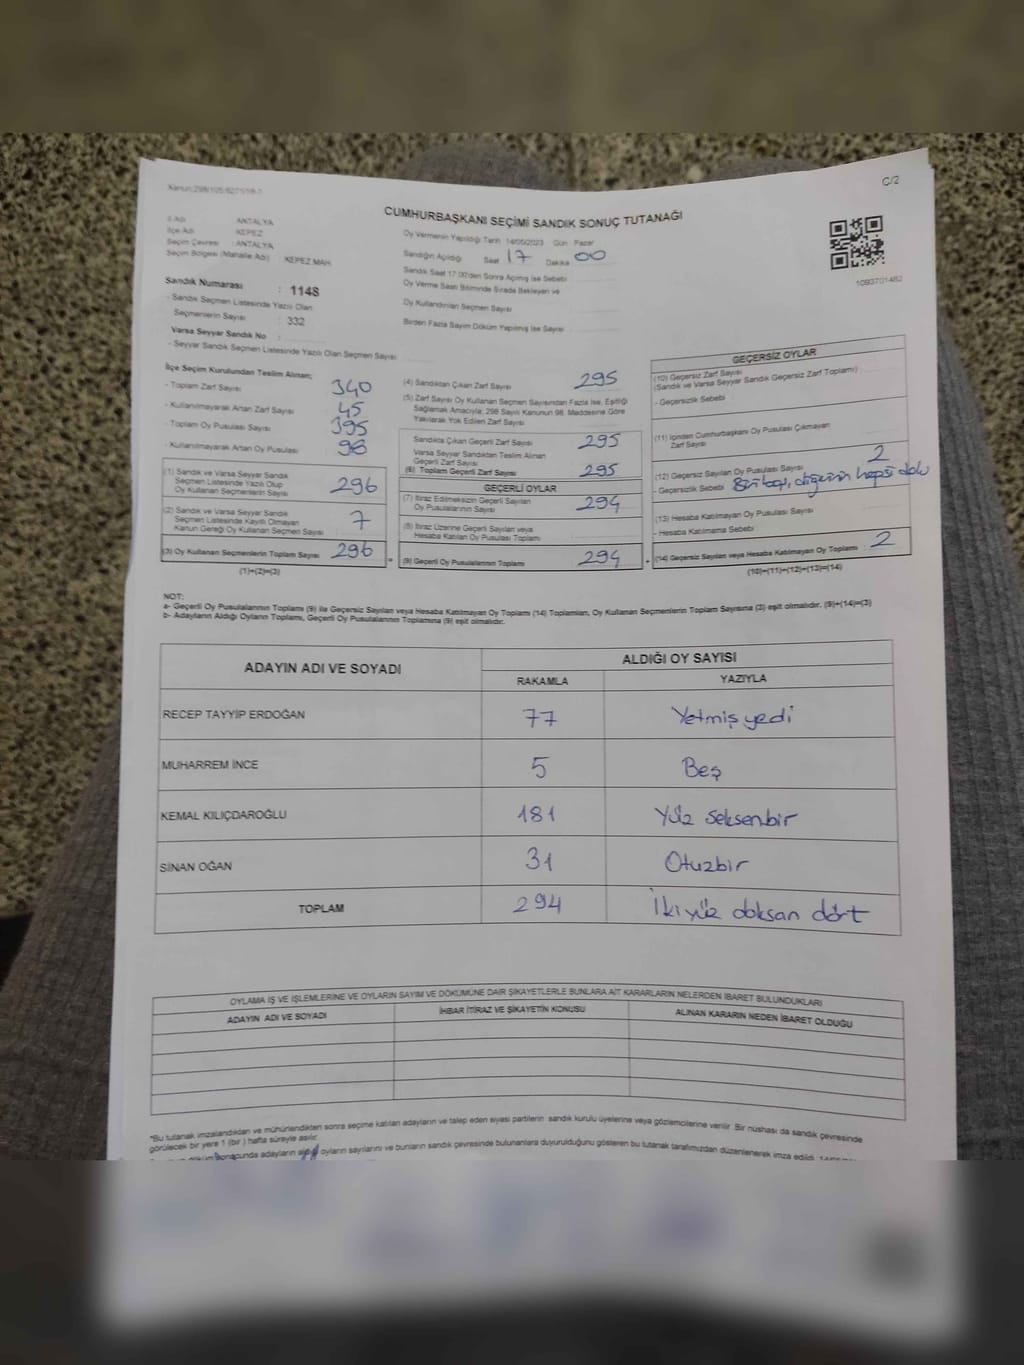 Kanun:298/105;6271/18-1
C/2
CUMHURBAŞKANI SEÇİMİ SANDIK SONUÇ TUTANAĞI
İl Adı : ANTALYA
İlçe Adı : KEPEZ
Seçim Çevresi : ANTALYA
Seçim Bölgesi (Mahalle Adı) : KEPEZ MAH.
Sandık Numarası : 1148
- Sandık Seçmen Listesinde Yazılı Olan
Seçmenlerin Sayısı : 332
Varsa Seyyar Sandık No :
- Seyyar Sandık Seçmen Listesinde Yazılı Olan Seçmen Sayısı
Oy Vermenin Yapıldığı Tarih 14/05/2023 Gün : Pazar
Sandığın Açıldığı Saat 17 Dakika 00
Sandık Saat 17.00'den Sonra Açılmış İse Sebebi
Oy Verme Saati Bitiminde Sırada Bekleyen ve
Oy Kullandırılan Seçmen Sayısı
Birden Fazla Sayım Döküm Yapılmış İse Sayısı
1093701482
İlçe Seçim Kurulundan Teslim Alınan;
- Toplam Zarf Sayısı 340
- Kullanılmayarak Artan Zarf Sayısı 45
- Toplam Oy Pusulası Sayısı 395
- Kullanılmayarak Artan Oy Pusulası 98
(1) Sandık ve Varsa Seyyar Sandık
Seçmen Listesinde Yazılı Olup
Oy Kullanan Seçmenlerin Sayısı 296
(2) Sandık ve Varsa Seyyar Sandık
Seçmen Listesinde Kayıtlı Olmayan
Kanun Gereği Oy Kullanan Seçmen Sayısı 7
(3) Oy Kullanan Seçmenlerin Toplam Sayısı 296
(1)+(2)=(3)
(4) Sandıktan Çıkan Zarf Sayısı 295
(5) Zarf Sayısı Oy Kullanan Seçmen Sayısından Fazla İse, Eşitliği
Sağlamak Amacıyla; 298 Sayılı Kanunun 98. Maddesine Göre
Yakılarak Yok Edilen Zarf Sayısı
Sandıkta Çıkan Geçerli Zarf Sayısı 295
Varsa Seyyar Sandıktan Teslim Alınan
Geçerli Zarf Sayısı
(6) Toplam Geçerli Zarf Sayısı 295
GEÇERLİ OYLAR
(7) İtiraz Edilmeksizin Geçerli Sayılan
Oy Pusulalarının Sayısı 294
(8) İtiraz Üzerine Geçerli Sayılan veya
Hesaba Katılan Oy Pusulası Toplamı
(9) Geçerli Oy Pusulalarının Toplamı 294
GEÇERSİZ OYLAR
(10) Geçersiz Zarf Sayısı
(Sandık ve Varsa Seyyar Sandık Geçersiz Zarf Toplamı)
- Geçersizlik Sebebi
(11) İçinden Cumhurbaşkanı Oy Pusulası Çıkmayan
Zarf Sayısı
(12) Geçersiz Sayılan Oy Pusulası Sayısı 2
- Geçersizlik Sebebi Biri boş, diğerinin hepsi dolu
(13) Hesaba Katılmayan Oy Pusulası Sayısı
- Hesaba Katılmama Sebebi
(14) Geçersiz Sayılan veya Hesaba Katılmayan Oy Toplamı 2
(10)+(11)+(12)+(13)=(14)
NOT:
a- Geçerli Oy Pusulalarının Toplamı (9) ile Geçersiz Sayılan veya Hesaba Katılmayan Oy Toplamı (14) Toplamları, Oy Kullanan Seçmenlerin Toplam Sayısına (3) eşit olmalıdır. (9)+(14)=(3)
b- Adayların Aldığı Oyların Toplamı, Geçerli Oy Pusulalarının Toplamına (9) eşit olmalıdır.
ADAYIN ADI VE SOYADI
ALDIĞI OY SAYISI
RAKAMLA YAZIYLA
RECEP TAYYİP ERDOĞAN 77 Yetmiş yedi
MUHARREM İNCE 5 Beş
KEMAL KILIÇDAROĞLU 181 Yüz seksenbir
SİNAN OĞAN 31 Otuzbir
TOPLAM 294 İkiyüz doksan dört
OYLAMA İŞ VE İŞLEMLERİNE VE OYLARIN SAYIM VE DÖKÜMÜNE DAİR ŞİKAYETLERLE BUNLARA AİT KARARLARIN NELERDEN İBARET BULUNDUKLARI
ADAYIN ADI VE SOYADI İHBAR İTİRAZ VE ŞİKAYETİN KONUSU ALINAN KARARIN NEDEN İBARET OLDUĞU
*Bu tutanak imzalandıktan ve mühürlendikten sonra seçime katılan adayların ve talep eden siyasi partilerin sandık kurulu üyelerine veya gözlemcilerine verilir. Bir nüshası da sandık çevresinde
görülecek bir yere 1 (bir) hafta süreyle asılır.
döküm sonucunda adayların aldığı oyların sayılarını ve bunların sandık çevresinde bulunanlara duyurulduğunu gösteren bu tutanak tarafımızdan düzenlenerek imza edildi.